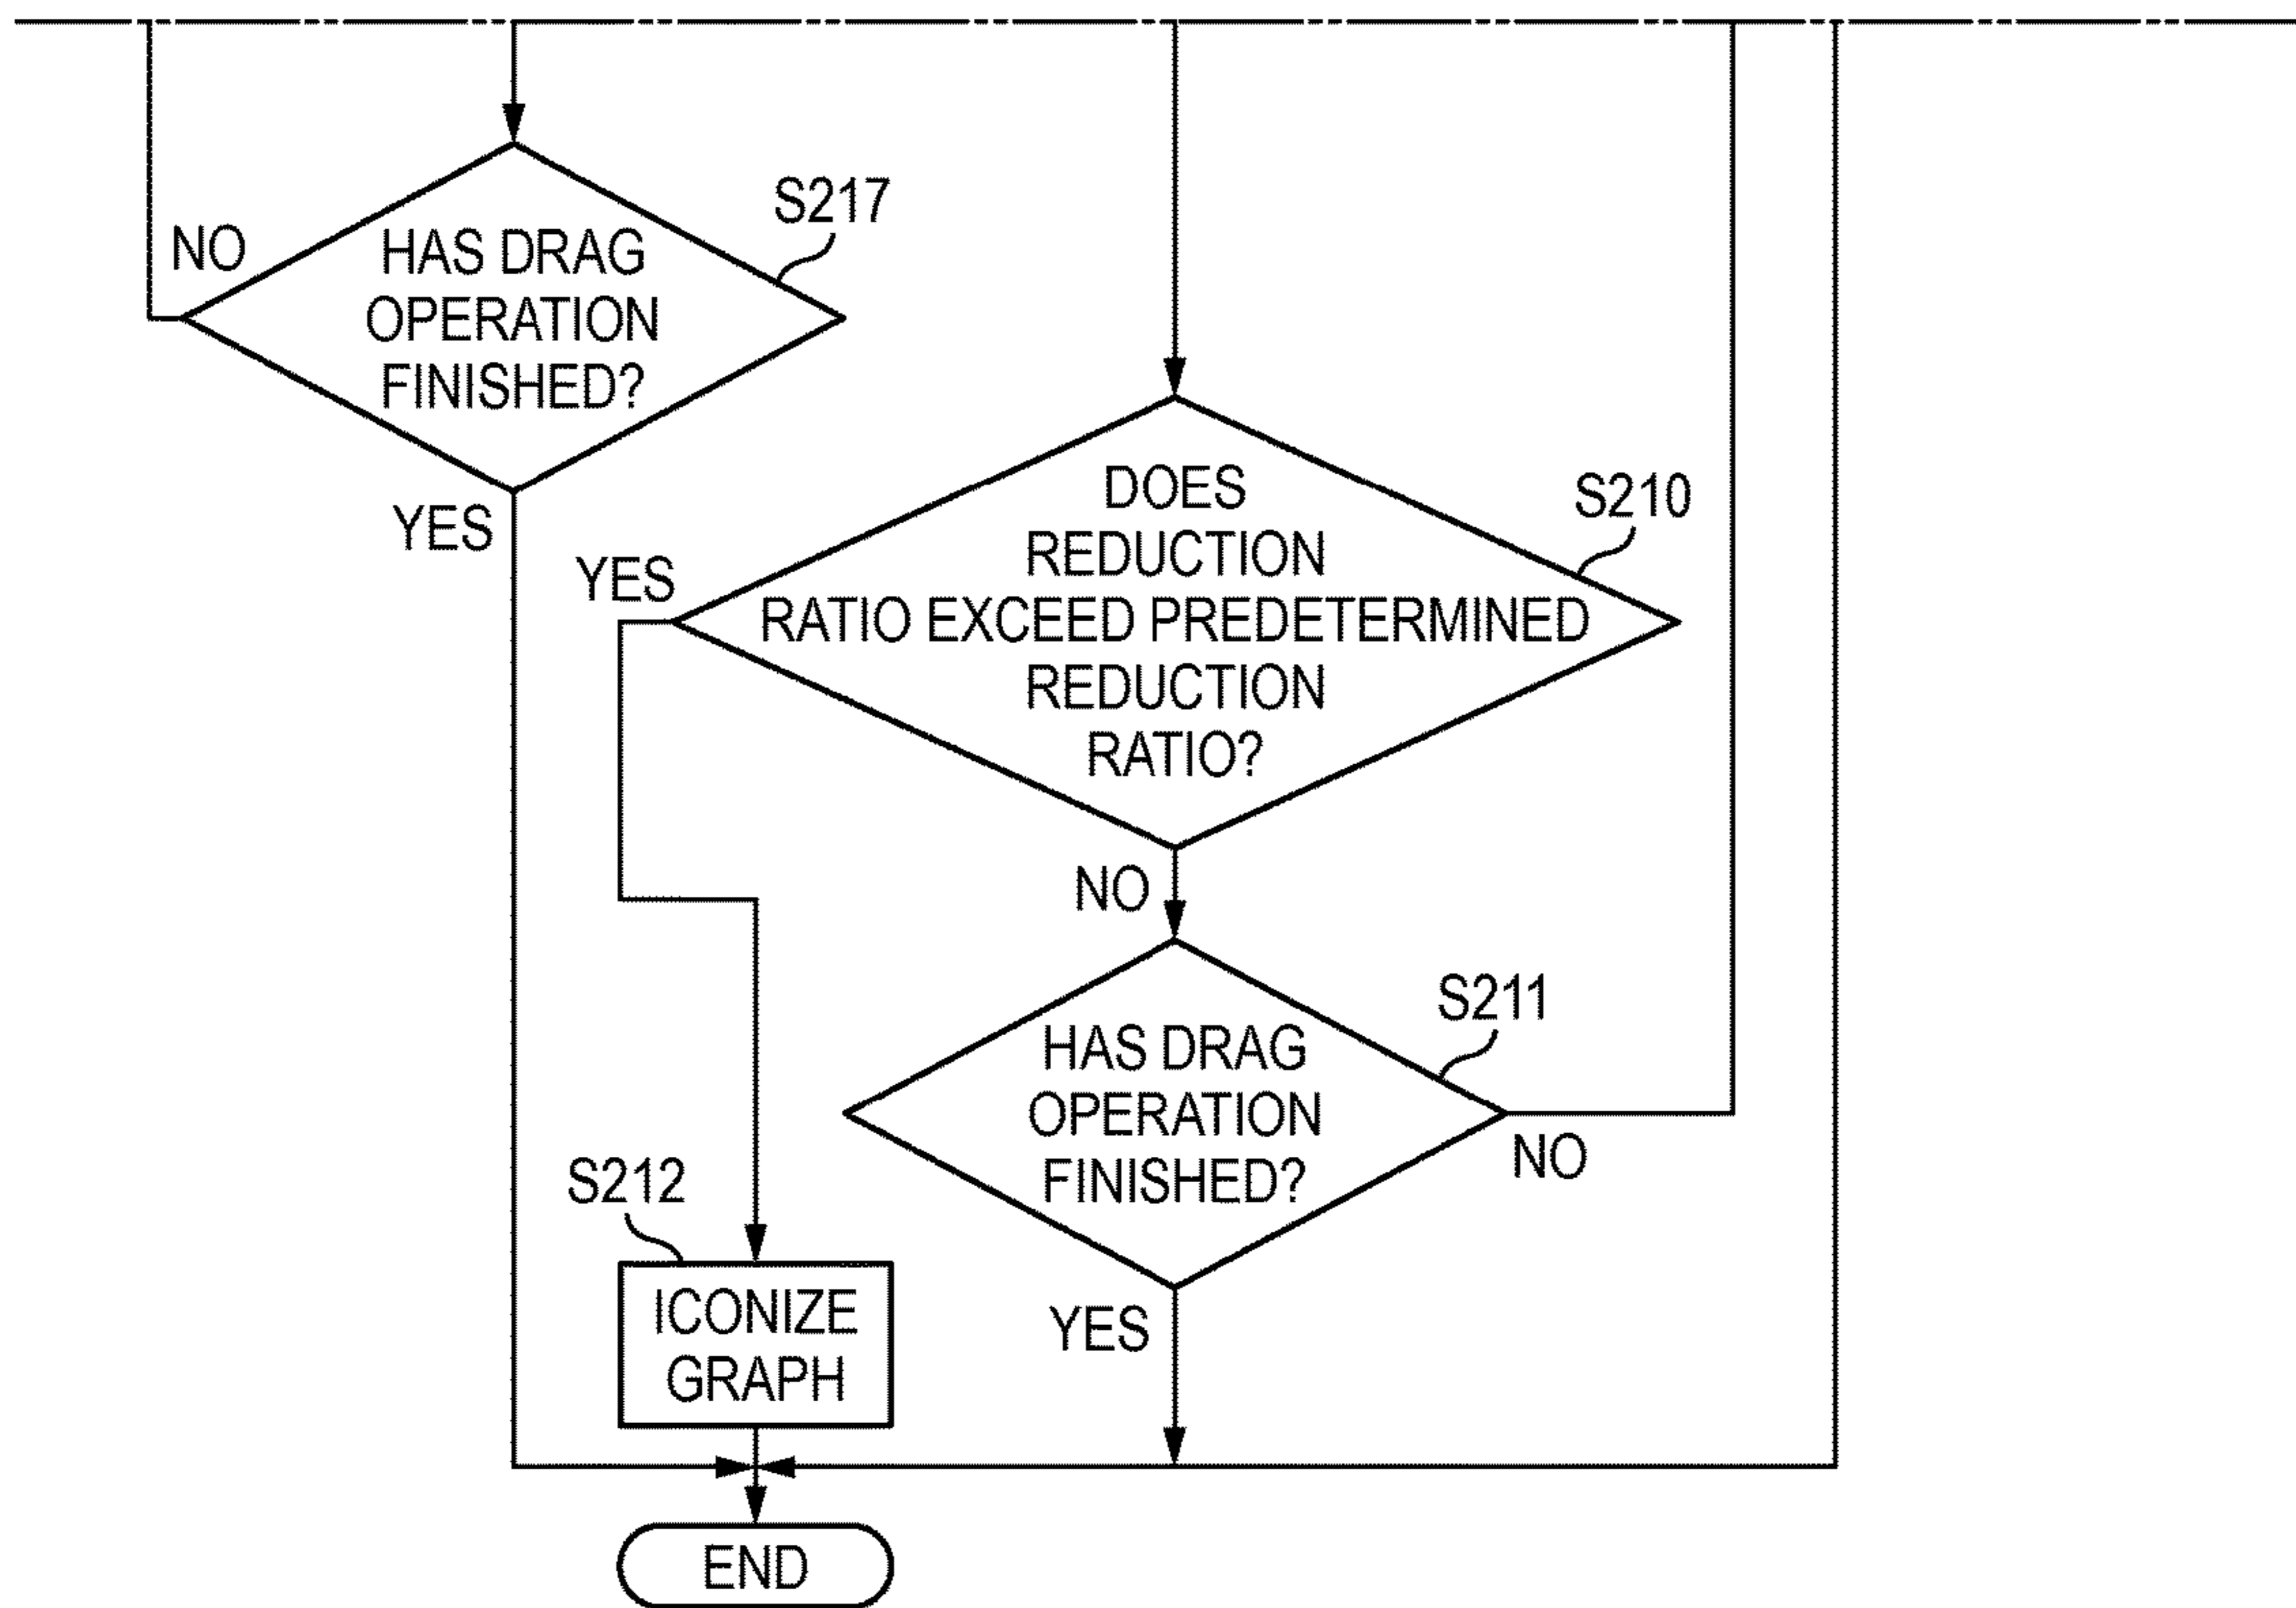 S217
NO
HAS DRAG
OPERATION
FINISHED?
YES
S210
DOES
REDUCTION
RATIO EXCEED PREDETERMINED
REDUCTION
RATIO?
YES
NO
S211
HAS DRAG
OPERATION
FINISHED?
NO
YES
S212
ICONIZE
GRAPH
END